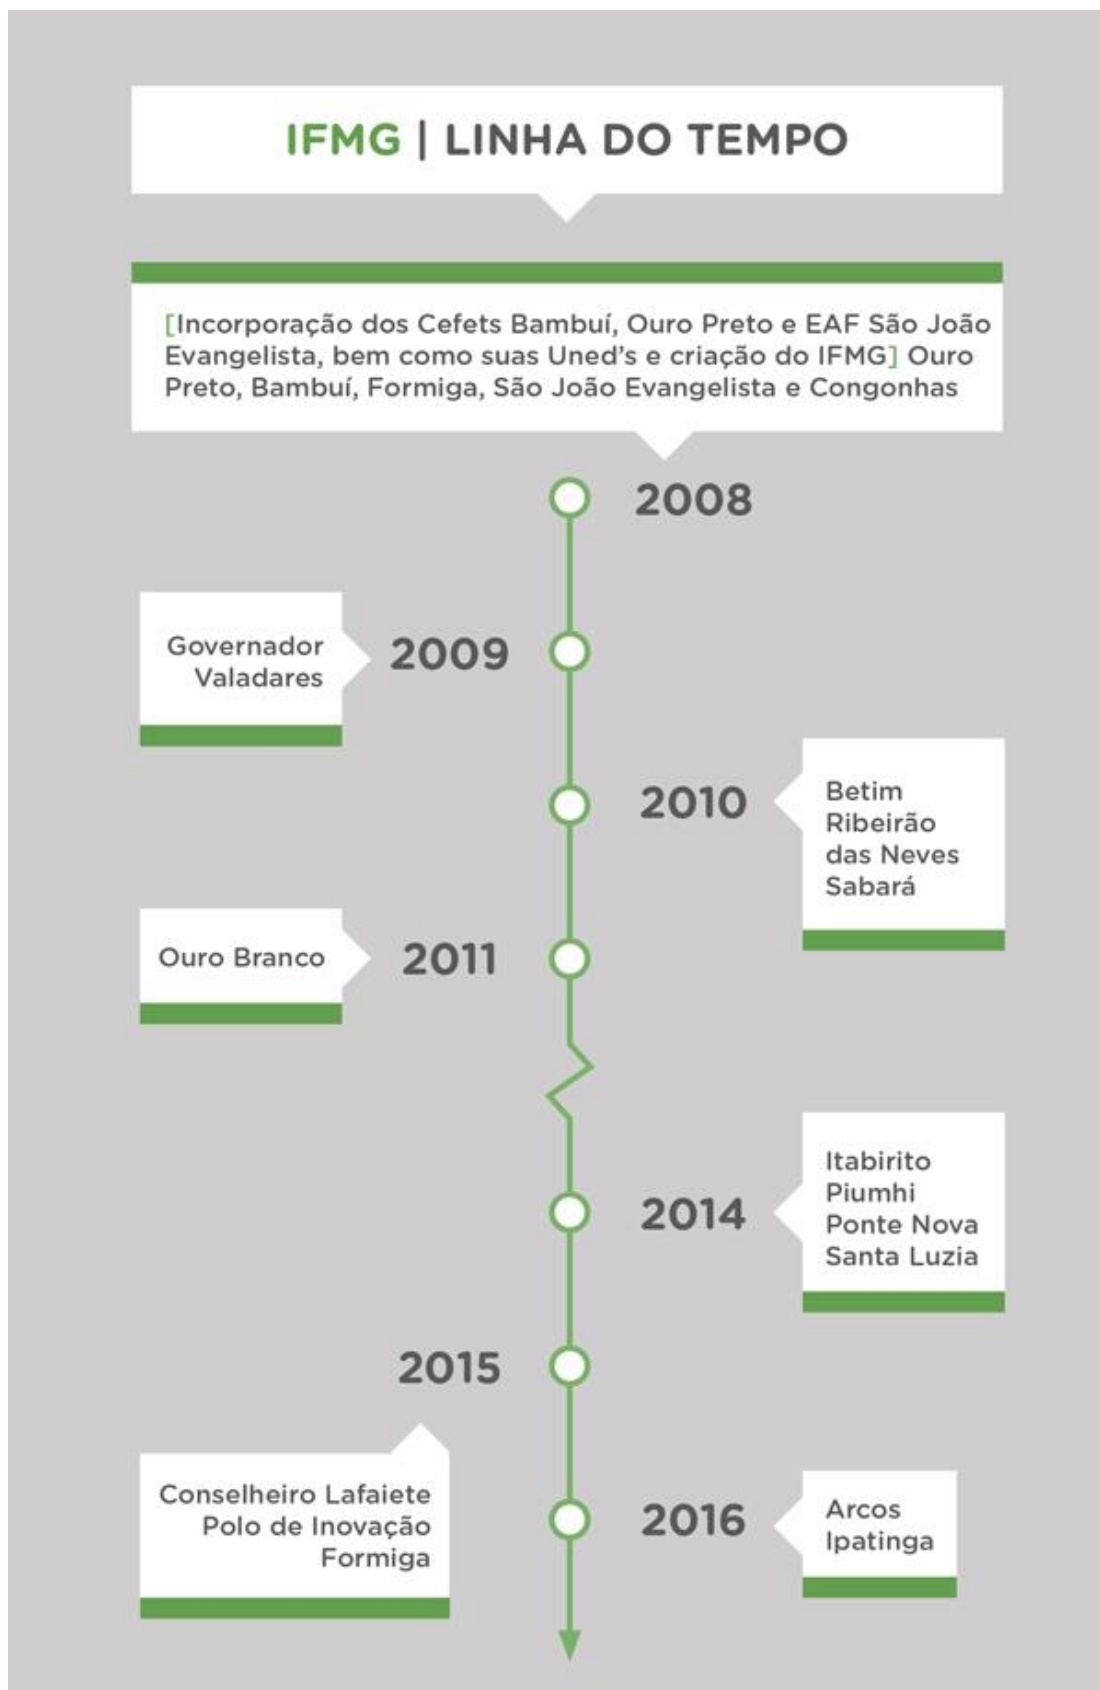 IFMG | LINHA DO TEMPO
[Incorporação dos Cefets Bambuí, Ouro Preto e EAF São João
Evangelista, bem como suas Uned's e criação do IFMG] Ouro
Preto, Bambuí, Formiga, São João Evangelista e Congonhas
2008
Governador
Valadares
2009
2010
Betim
Ribeirão
das Neves
Sabará
Ouro Branco
2011
2014
Itabirito
Piumhi
Ponte Nova
Santa Luzia
2015
Conselheiro Lafaiete
Polo de Inovação
Formiga
2016
Arcos
Ipatinga